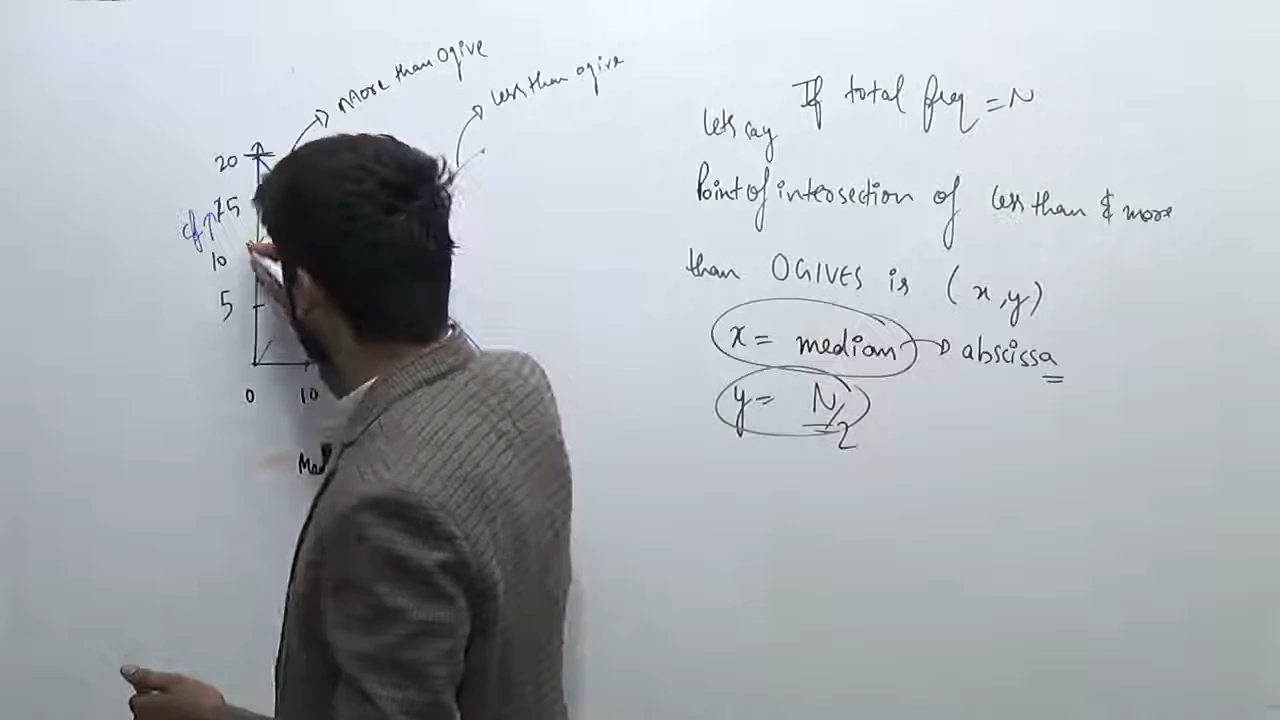 More than Ogive
less than ogive
20
15
cf
10
5
0
10
If total freq = N
lets say
Point of intersection of less than & more
than OGIVES is (x,y)
x = median → abscissa
y = N/2